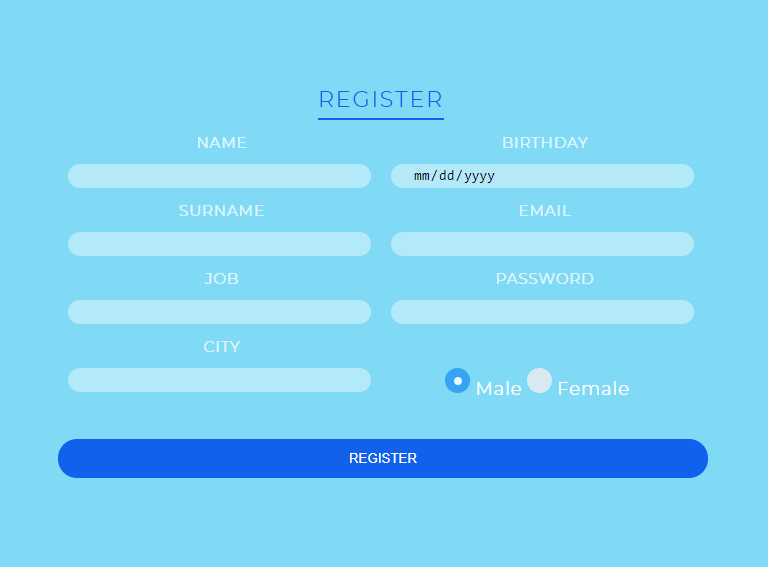 REGISTER
NAME
BIRTHDAY
mm/dd/yyyy
SURNAME
EMAIL
JOB
PASSWORD
CITY
Male
Female
REGISTER